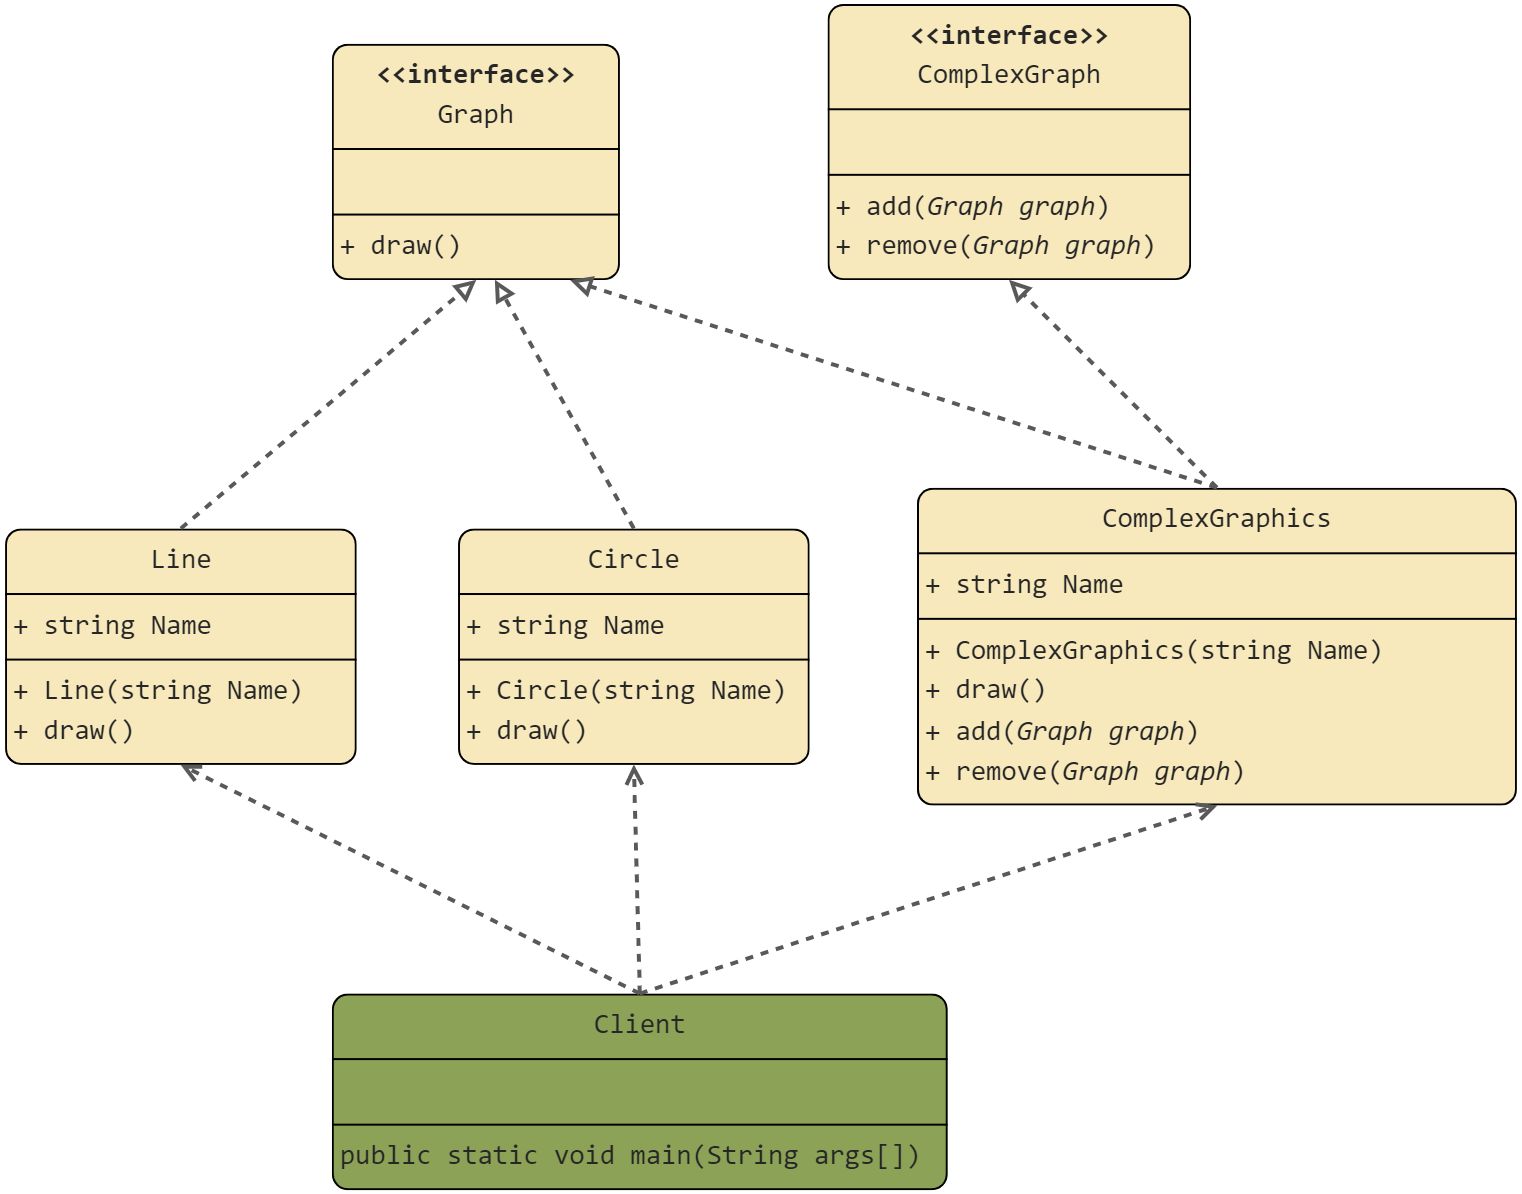 <<interface>>
Graph
+ draw()
<<interface>>
ComplexGraph
+ add(Graph graph)
+ remove(Graph graph)
Line
+ string Name
+ Line(string Name)
+ draw()
Circle
+ string Name
+ Circle(string Name)
+ draw()
ComplexGraphics
+ string Name
+ ComplexGraphics(string Name)
+ draw()
+ add(Graph graph)
+ remove(Graph graph)
Client
public static void main(String args[])